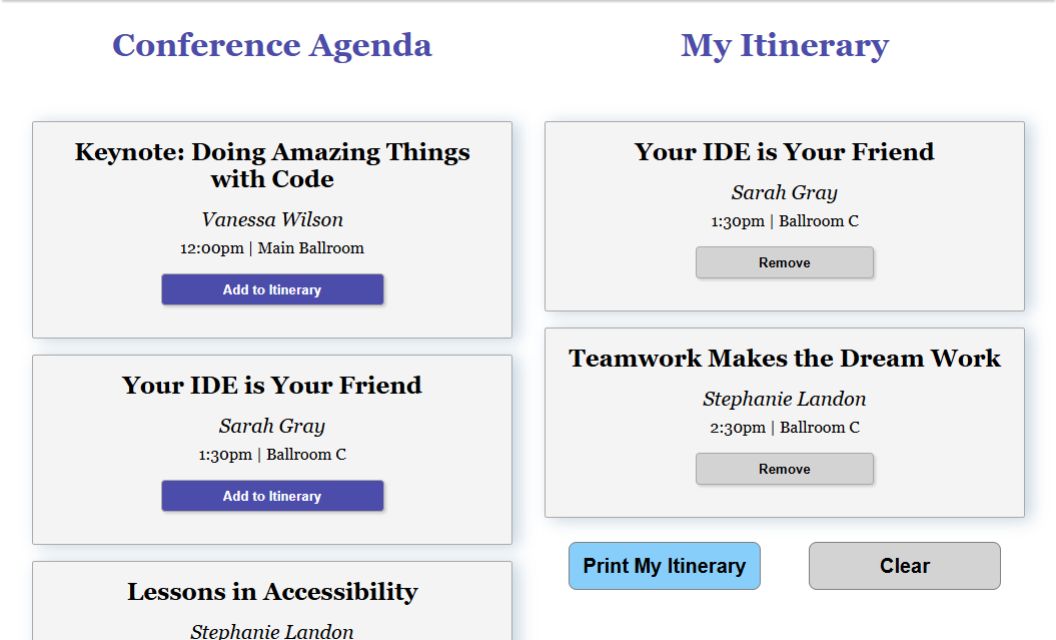 Conference Agenda
Keynote: Doing Amazing Things
with Code
Vanessa Wilson
12:00pm | Main Ballroom
Add to Itinerary
Your IDE is Your Friend
Sarah Gray
1:30pm | Ballroom C
Add to Itinerary
Lessons in Accessibility
Stephanie Landon
My Itinerary
Your IDE is Your Friend
Sarah Gray
1:30pm | Ballroom C
Remove
Teamwork Makes the Dream Work
Stephanie Landon
2:30pm | Ballroom C
Remove
Print My Itinerary
Clear